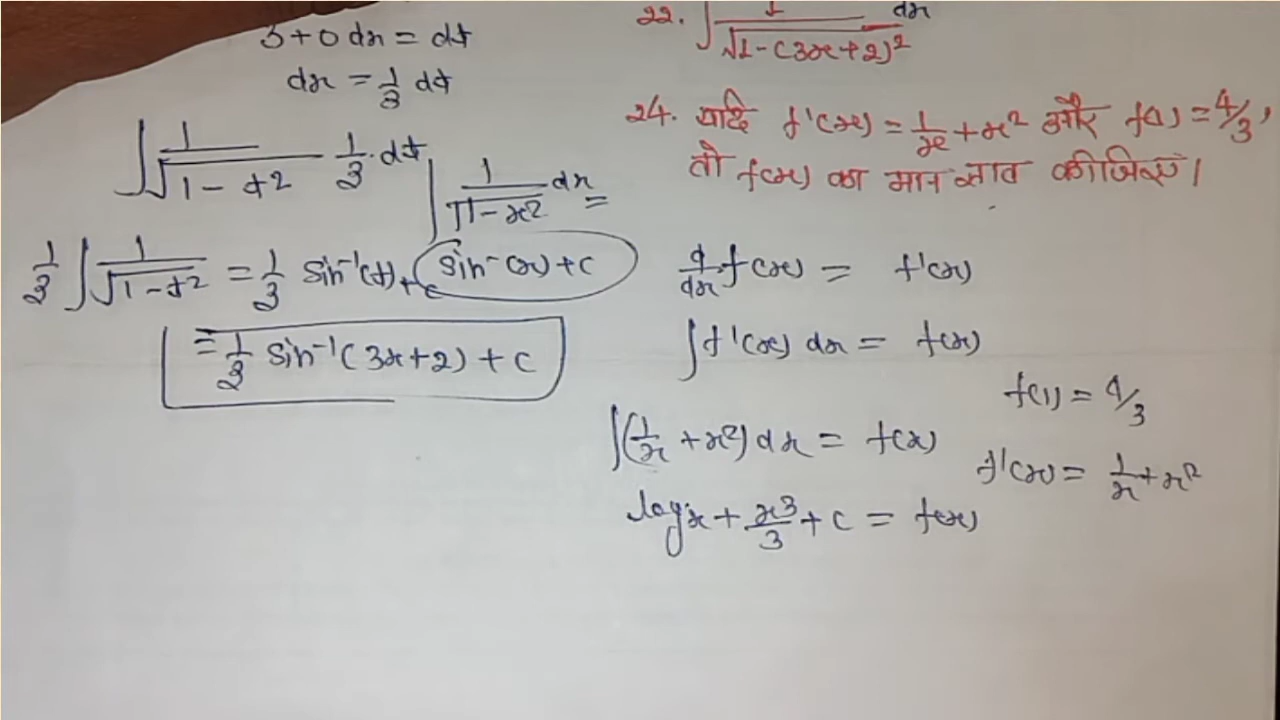 3+0 dx = dt
dx = 1/3 dt
∫ 1/√(1-t²) 1/3 · dt
∫ 1/√(1-x²) dx =
sin⁻(x)+c
1/3 ∫ 1/√(1-t²) = 1/3 sin⁻¹(t)+c
= 1/3 sin⁻¹(3x+2)+c
22. ∫ 1/√(1-(3x+2)²) dx
24. यदि f'(x) = 1/x + x² और f(1) = 4/3,
तो f(x) का मान ज्ञात कीजिए।
d/dx f(x) = f'(x)
∫ f'(x) dx = f(x)
f(1) = 4/3
∫(1/x + x²) dx = f(x)
f'(x) = 1/x + x²
log x + x³/3 + c = f(x)